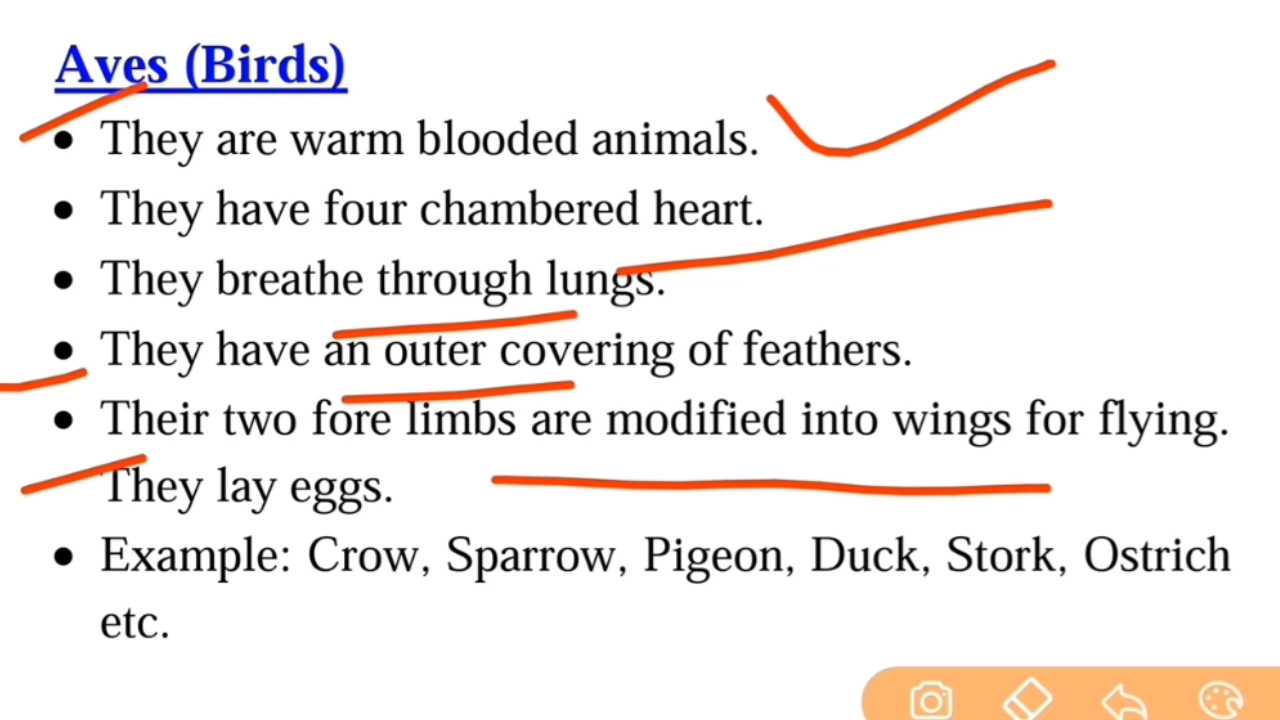 Aves (Birds)
• They are warm blooded animals.
• They have four chambered heart.
• They breathe through lungs.
• They have an outer covering of feathers.
• Their two fore limbs are modified into wings for flying.
They lay eggs.
• Example: Crow, Sparrow, Pigeon, Duck, Stork, Ostrich
etc.